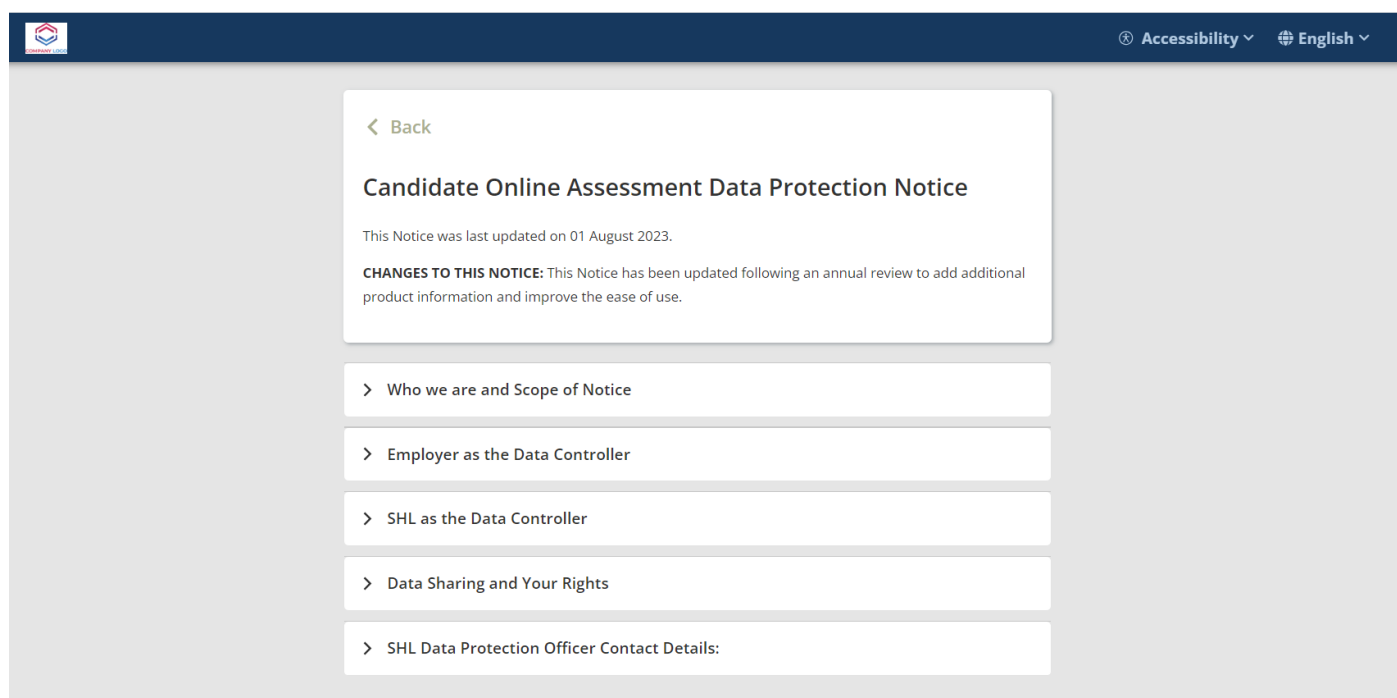 COMPANY LOGO
Accessibility
English
Back
Candidate Online Assessment Data Protection Notice
This Notice was last updated on 01 August 2023.
CHANGES TO THIS NOTICE: This Notice has been updated following an annual review to add additional
product information and improve the ease of use.
Who we are and Scope of Notice
Employer as the Data Controller
SHL as the Data Controller
Data Sharing and Your Rights
SHL Data Protection Officer Contact Details: